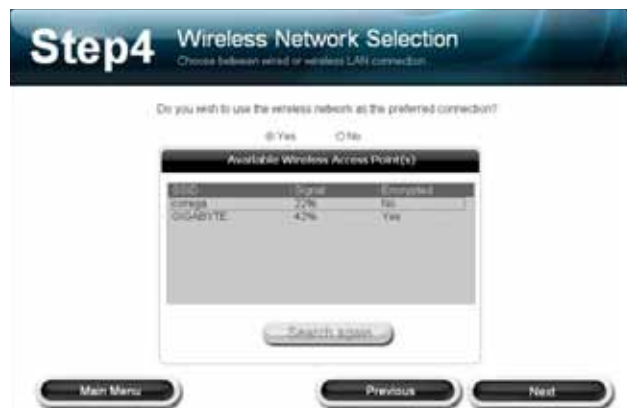 Step4 Wireless Network Selection
Choose between wired or wireless LAN connection
Do you wish to use the wireless network as the preferred connection?
Yes No
Available Wireless Access Point(s)
SSID Signal Encrypted
corega 22% No
GIGABYTE 42% Yes
Search again
Main Menu Previous Next